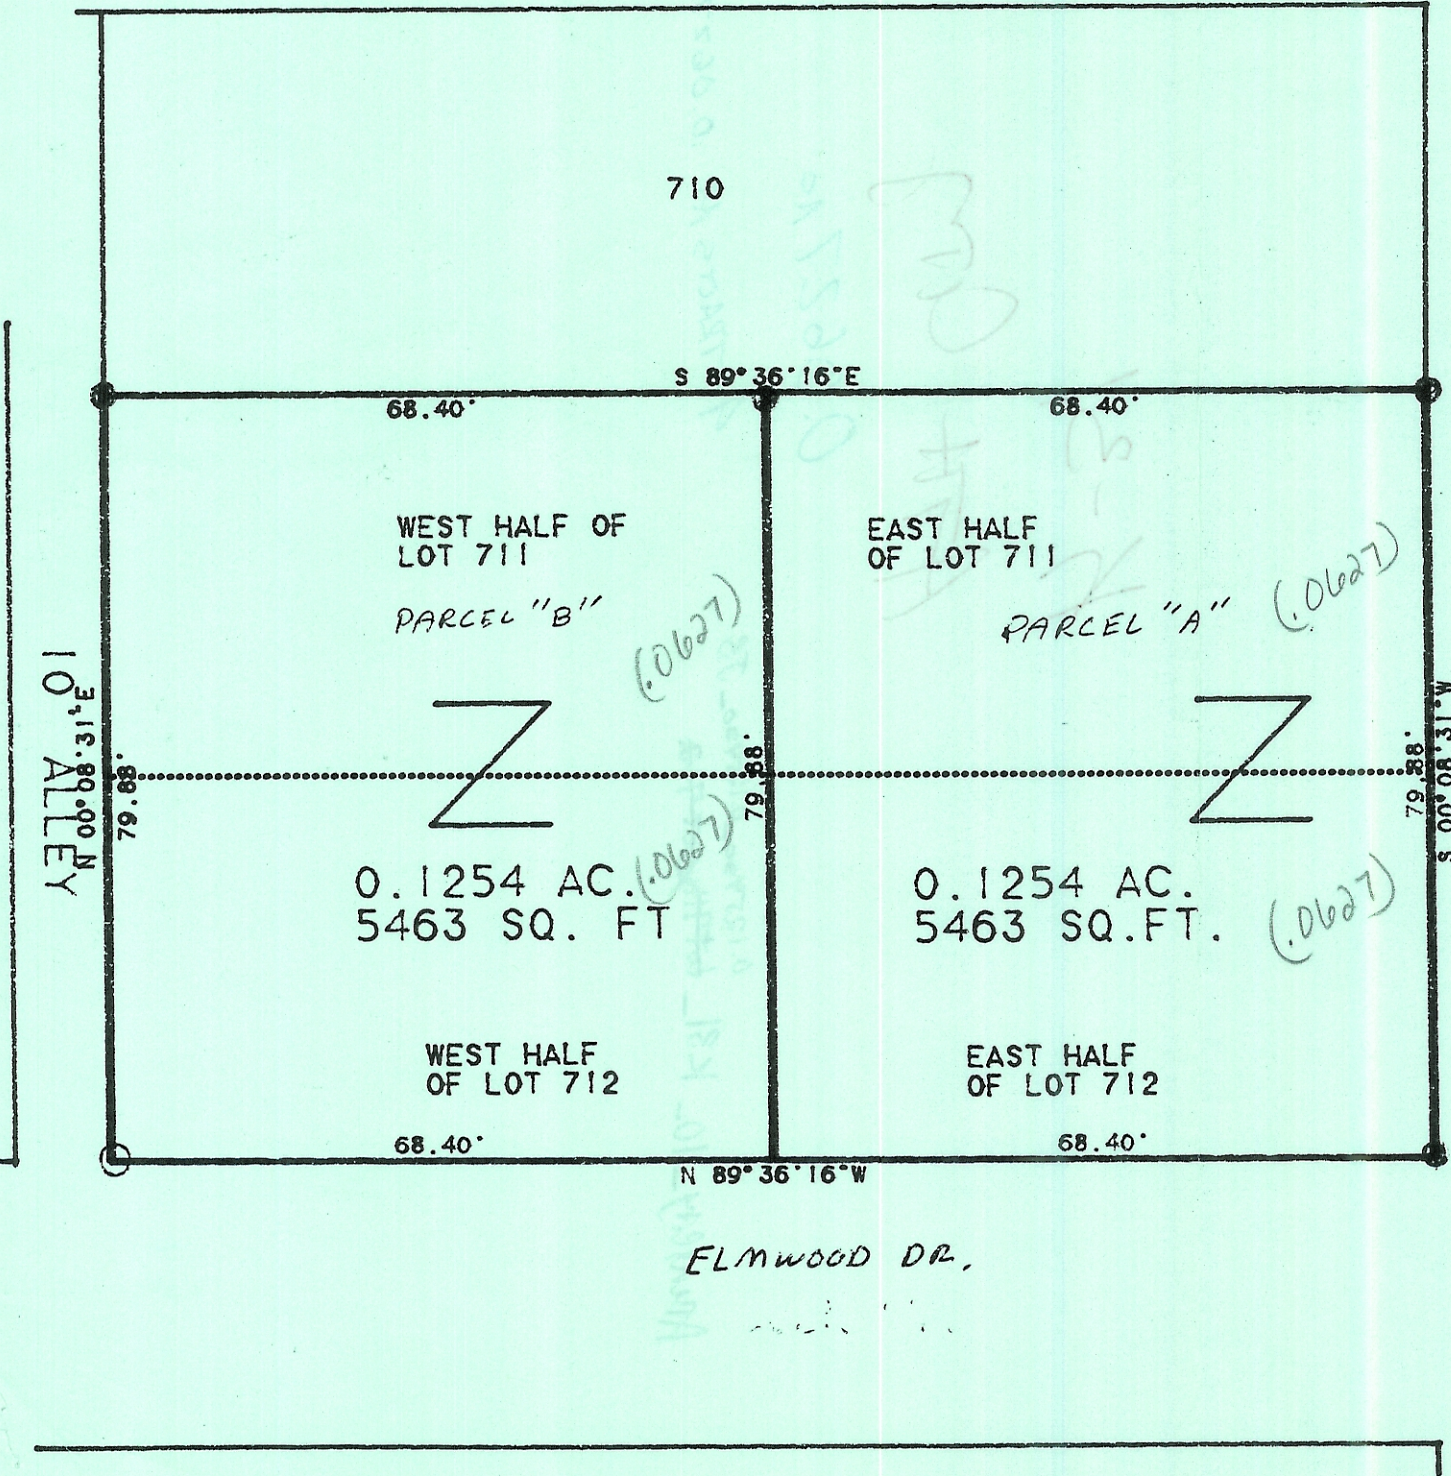 710
S 89°36'16"E
68.40'
68.40'
WEST HALF OF
LOT 711
PARCEL "B"
(.0627)
EAST HALF
OF LOT 711
PARCEL "A"
(.0627)
10' ALLEY
N 00°08'31"E
79.88'
79.88'
79.88'
S 00°08'31"W
Z
Z
0.1254 AC.
5463 SQ. FT
(.0627)
0.1254 AC.
5463 SQ.FT.
(.0627)
WEST HALF
OF LOT 712
EAST HALF
OF LOT 712
68.40'
68.40'
N 89°36'16"W
ELMWOOD DR.